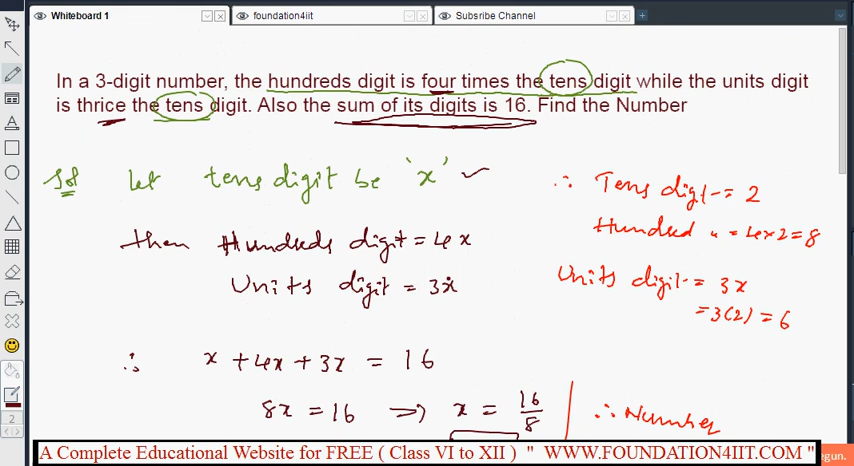 Whiteboard 1
foundation4iit
Subsribe Channel
In a 3-digit number, the hundreds digit is four times the tens digit while the units digit
is thrice the tens digit. Also the sum of its digits is 16. Find the Number
Sol let tens digit be 'x'
then Hundreds digit = 4x
Units digit = 3x
∴ x + 4x + 3x = 16
8x = 16 ⇒ x = 16/8
∴ Tens digt = 2
Hundred " = 4×2 = 8
Units digit = 3x
= 3(2) = 6
∴ Number
2
A Complete Educational Website for FREE ( Class VI to XII ) " WWW.FOUNDATION4IIT.COM "
egun.